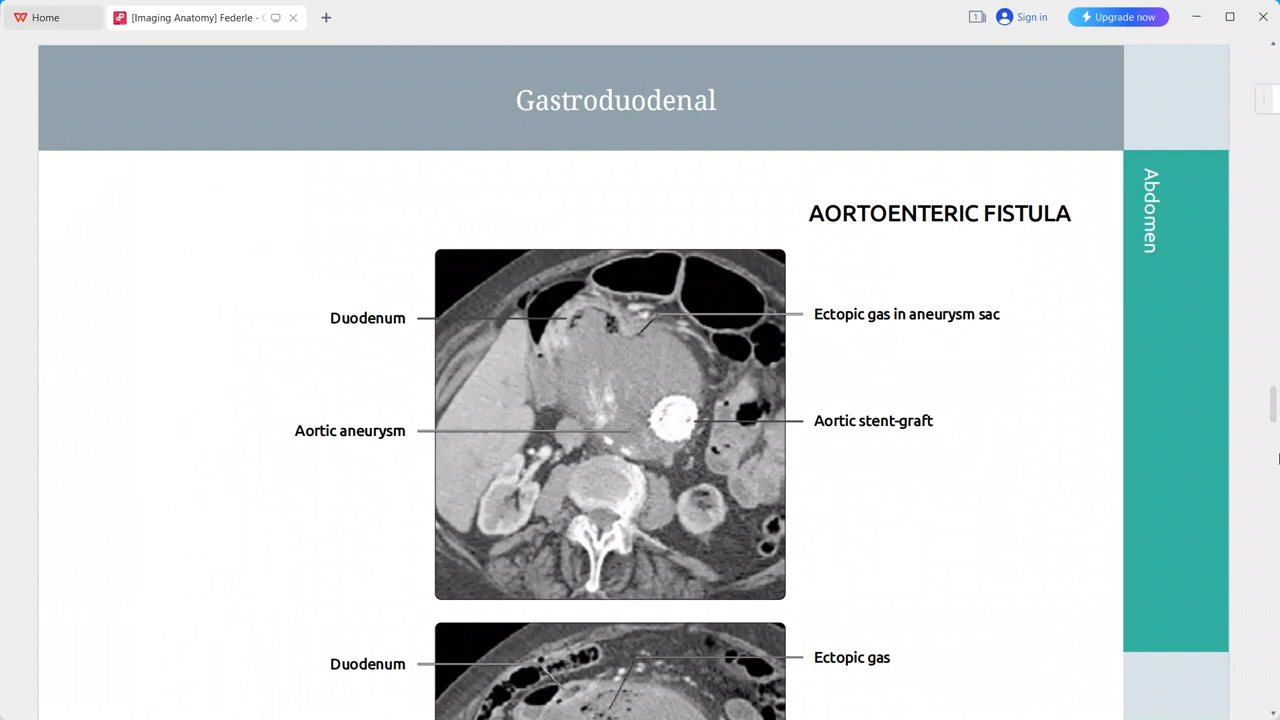 Home
[Imaging Anatomy] Federle -
1
Sign in
Upgrade now
Gastroduodenal
Abdomen
AORTOENTERIC FISTULA
Duodenum
Ectopic gas in aneurysm sac
Aortic aneurysm
Aortic stent-graft
Duodenum
Ectopic gas